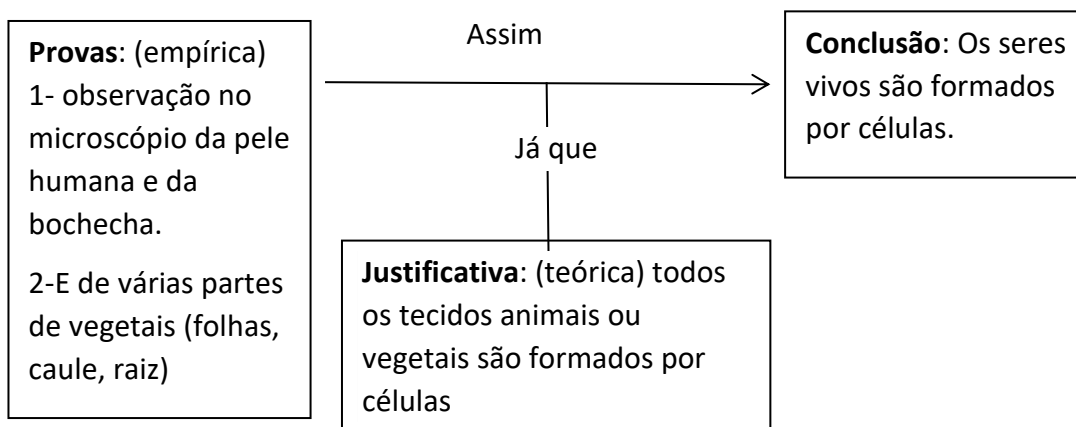 Provas: (empírica)
1- observação no
microscópio da pele
humana e da
bochecha.
2-E de várias partes
de vegetais (folhas,
caule, raiz)
Assim
Já que
Justificativa: (teórica) todos
os tecidos animais ou
vegetais são formados por
células
Conclusão: Os seres
vivos são formados
por células.